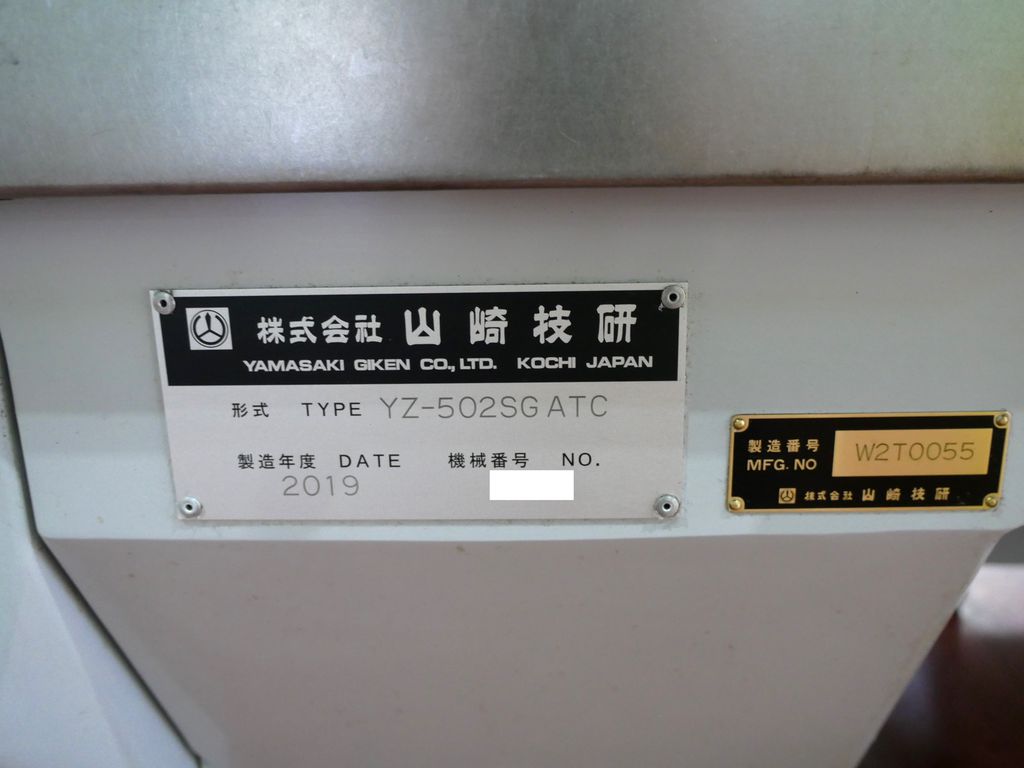 株式会社 山崎技研
YAMASAKI GIKEN CO., LTD. KOCHI JAPAN
形式 TYPE YZ-502SG ATC
製造年度 DATE 機械番号 NO.
2019
製造番号
MFG. NO W2T0055
株式会社 山崎技研